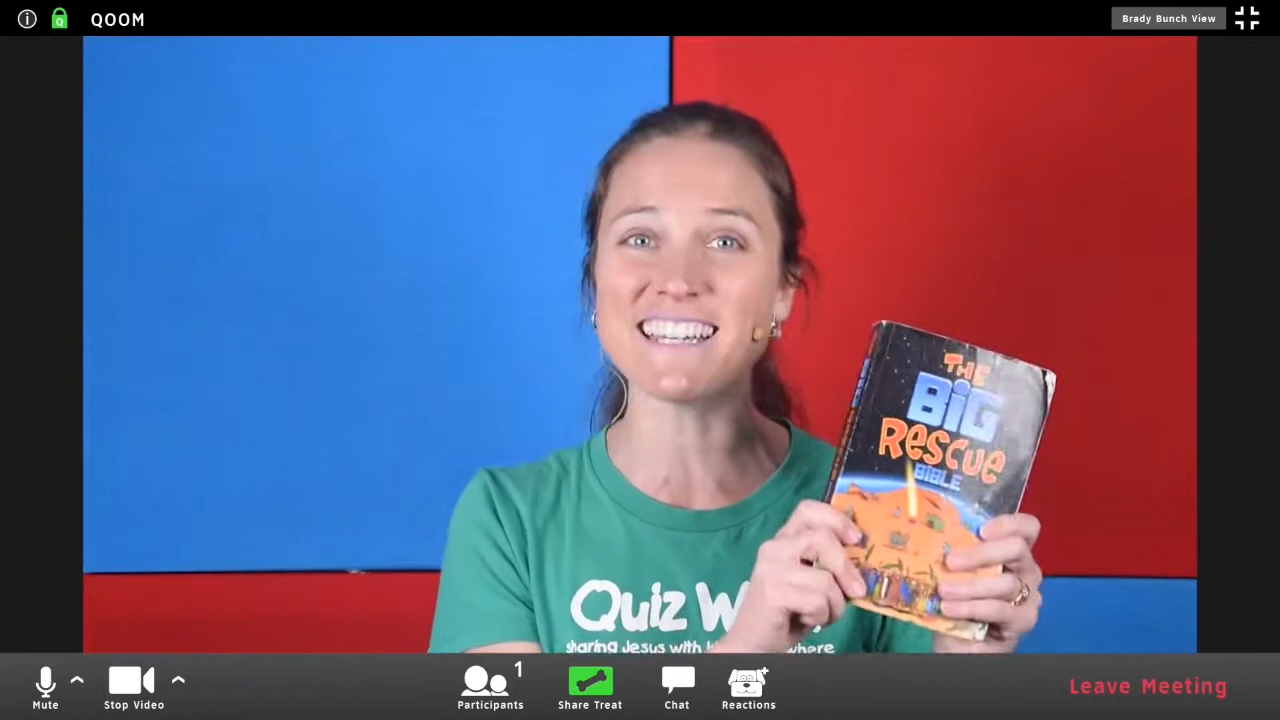 QOOM
Brady Bunch View
THE
BiG
RescuE
BiBLE
Quiz W
sharing Jesus with ki where
Mute
Stop Video
Participants
1
Share Treat
Chat
Reactions
Leave Meeting